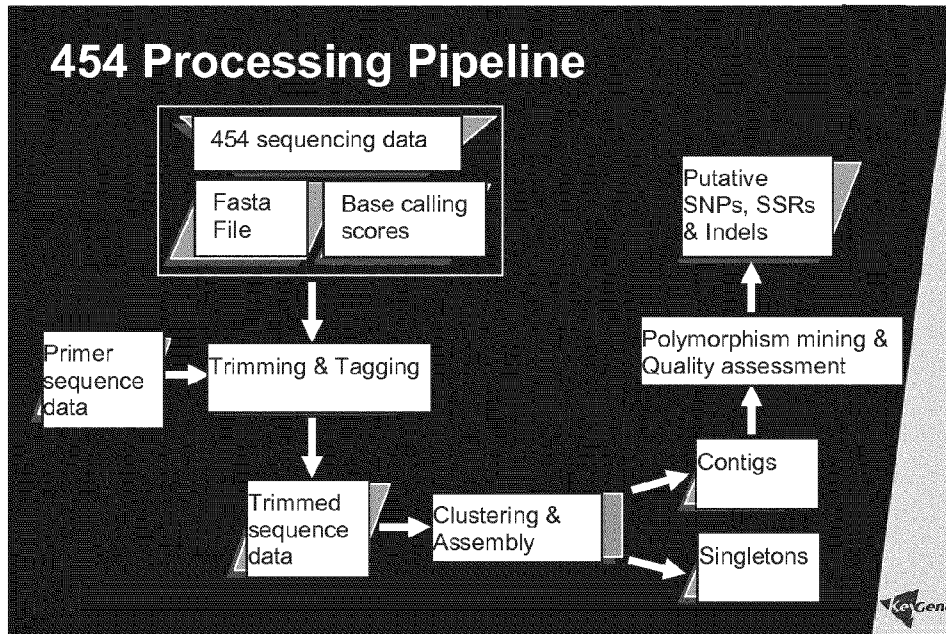 454 Processing Pipeline
454 sequencing data
Fasta
File
Base calling
scores
Primer
sequence
data
Trimming & Tagging
Trimmed
sequence
data
Clustering &
Assembly
Contigs
Singletons
Polymorphism mining &
Quality assessment
Putative
SNPs, SSRs
& Indels
KeyGene